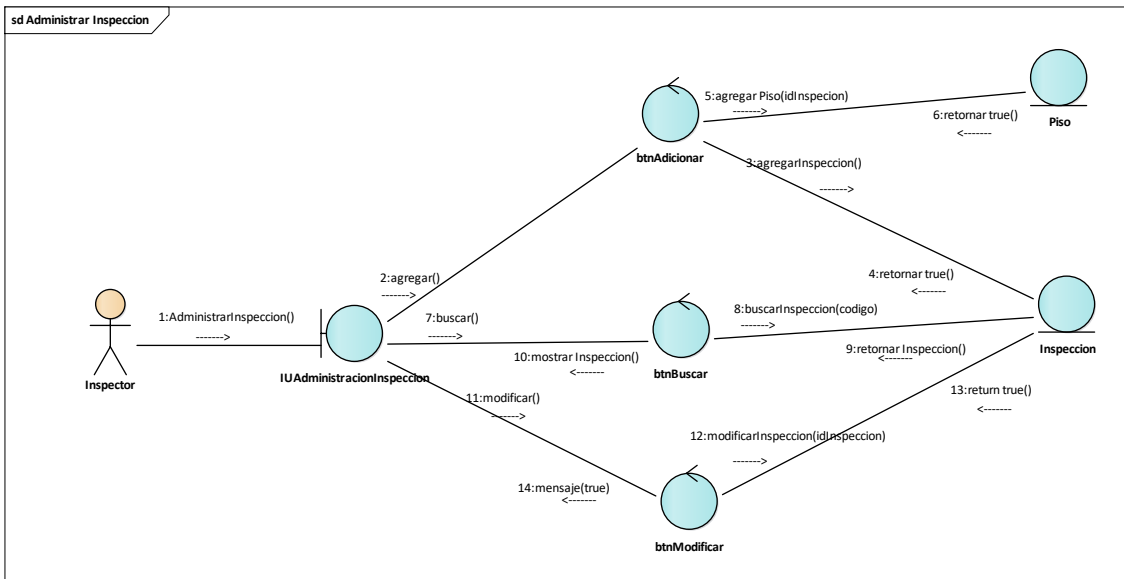 sd Administrar Inspeccion
5:agregar Piso(idInspecion)
------->
6:retornar true()
<-------
Piso
btnAdicionar
3:agregarInspeccion()
------->
2:agregar()
------->
4:retornar true()
<-------
1:AdministrarInspeccion()
------->
7:buscar()
------->
8:buscarInspeccion(codigo)
------->
Inspector
IUAdministracionInspeccion
10:mostrar Inspeccion()
<-------
btnBuscar
9:retornar Inspeccion()
<-------
Inspeccion
11:modificar()
------->
13:return true()
<-------
12:modificarInspeccion(idInspeccion)
------->
14:mensaje(true)
<-------
btnModificar